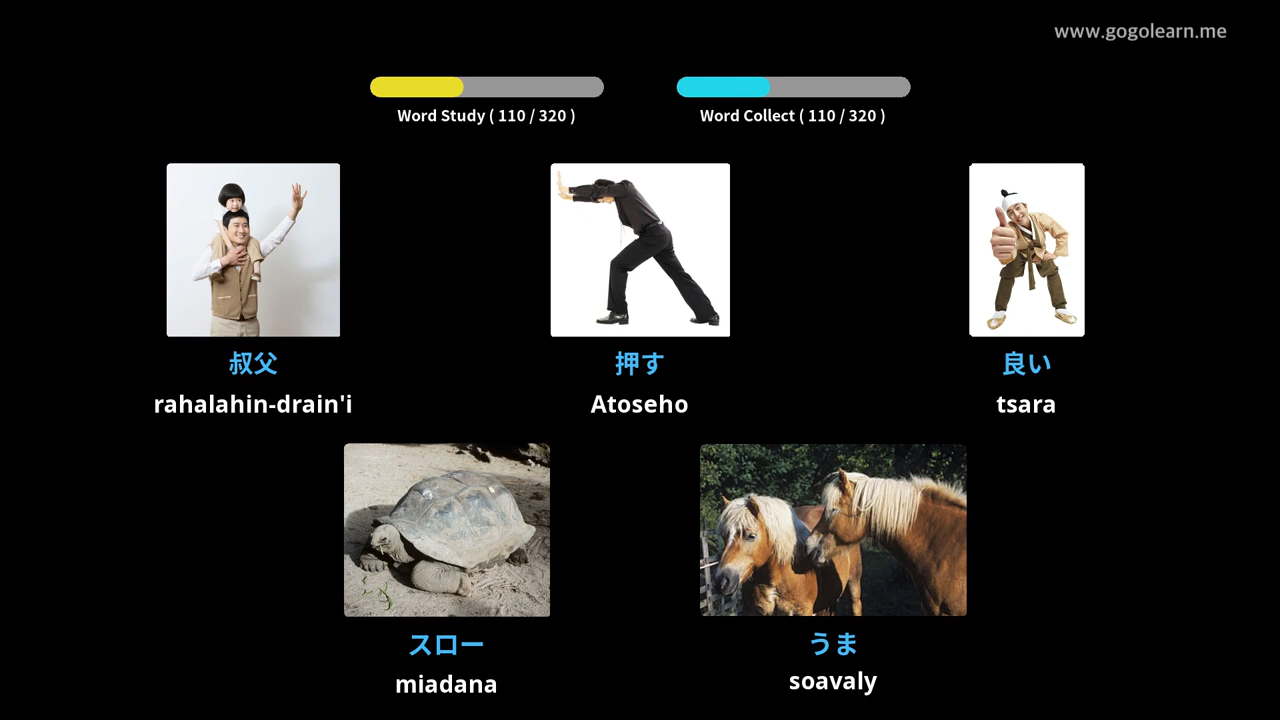 www.gogolearn.me
Word Study ( 110 / 320 )
Word Collect ( 110 / 320 )
叔父
押す
良い
rahalahin-drain'i
Atoseho
tsara
スロー
うま
miadana
soavaly